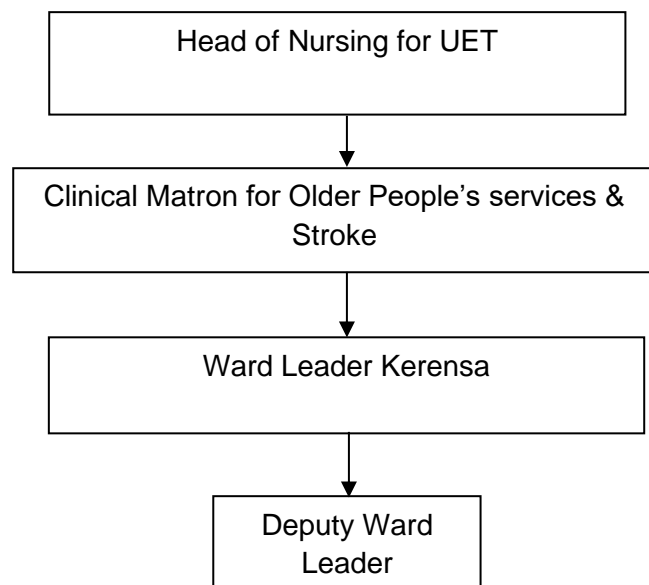 Head of Nursing for UET
Clinical Matron for Older People’s services &
Stroke
Ward Leader Kerensa
Deputy Ward
Leader